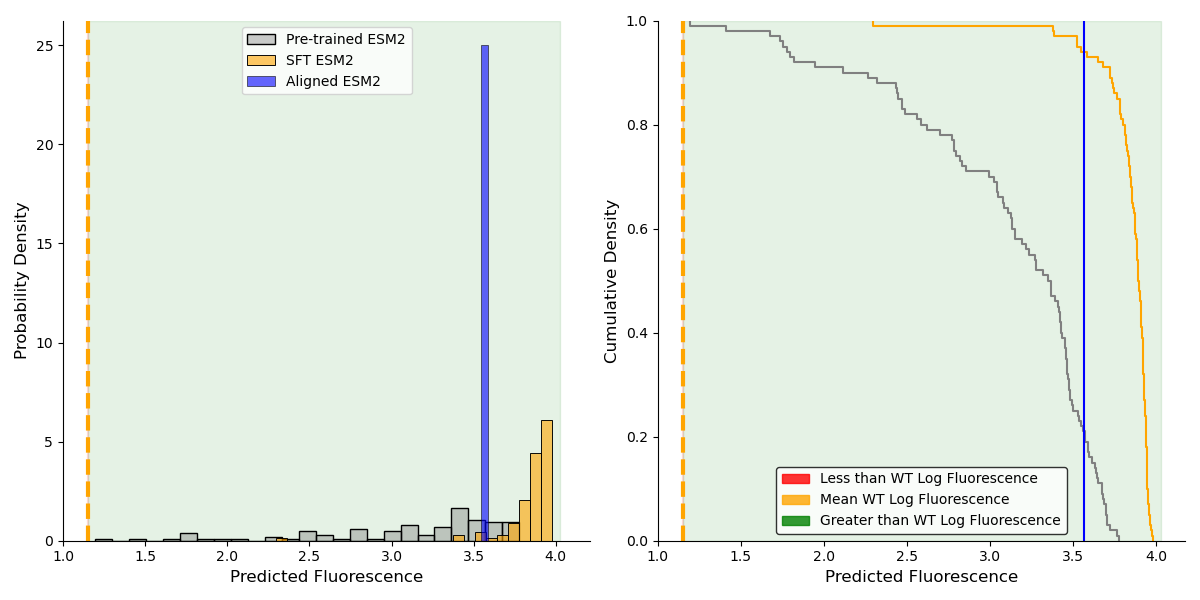 Probability Density
25
20
15
10
5
0
1.0 1.5 2.0 2.5 3.0 3.5 4.0
Predicted Fluorescence
Pre-trained ESM2
SFT ESM2
Aligned ESM2
Cumulative Density
1.0
0.8
0.6
0.4
0.2
0.0
1.0 1.5 2.0 2.5 3.0 3.5 4.0
Predicted Fluorescence
Less than WT Log Fluorescence
Mean WT Log Fluorescence
Greater than WT Log Fluorescence